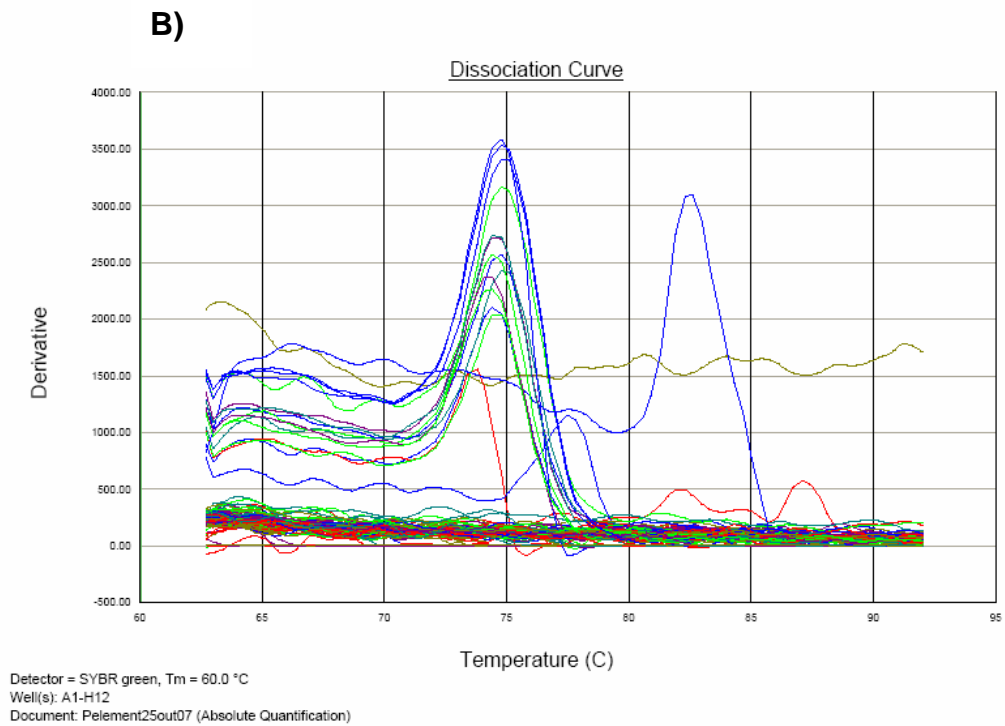 B)
Dissociation Curve
4000.00
3500.00
3000.00
2500.00
2000.00
1500.00
1000.00
500.00
0.00
-500.00
Derivative
60 65 70 75 80 85 90 95
Temperature (C)
Detector = SYBR green, Tm = 60.0 °C
Well(s): A1-H12
Document: Pelement25out07 (Absolute Quantification)